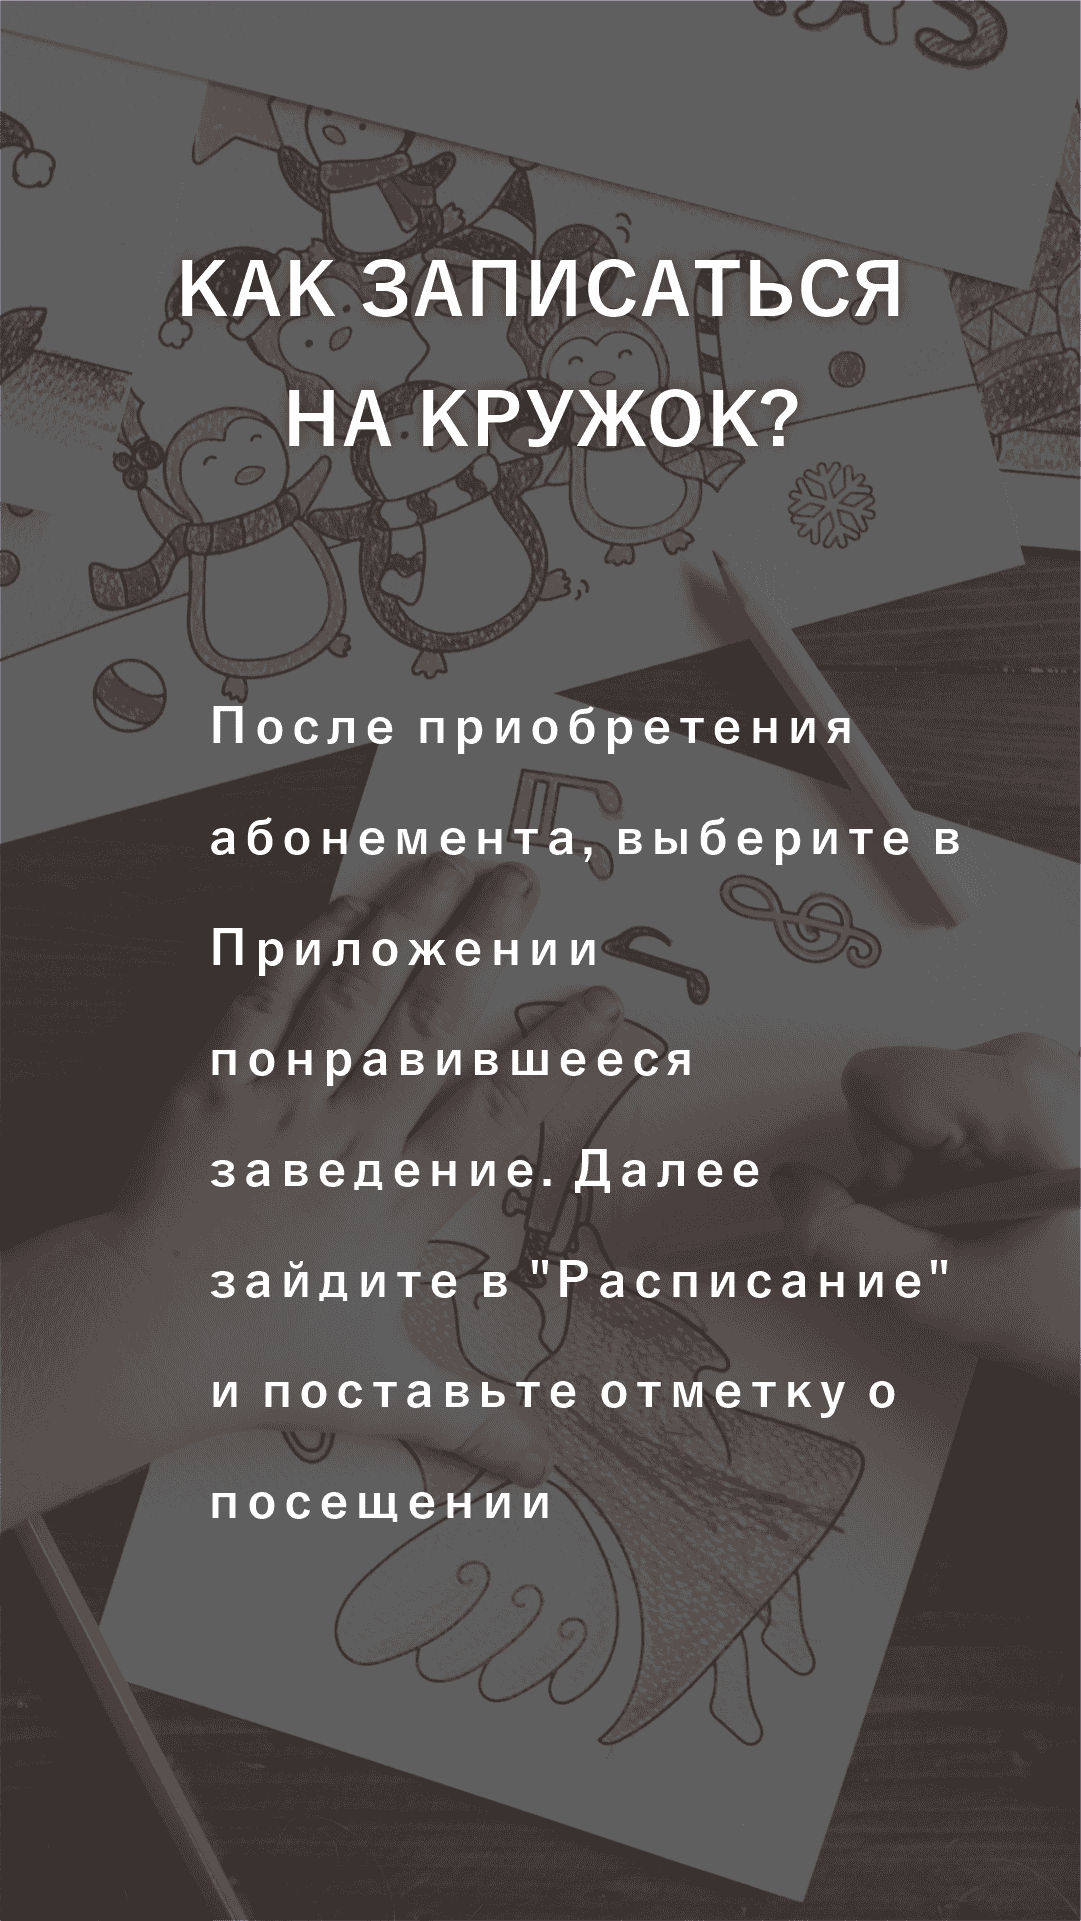 КАК ЗАПИСАТЬСЯ
НА КРУЖОК?
После приобретения
абонемента, выберите в
Приложении
понравившееся
заведение. Далее
зайдите в "Расписание"
и поставьте отметку о
посещении